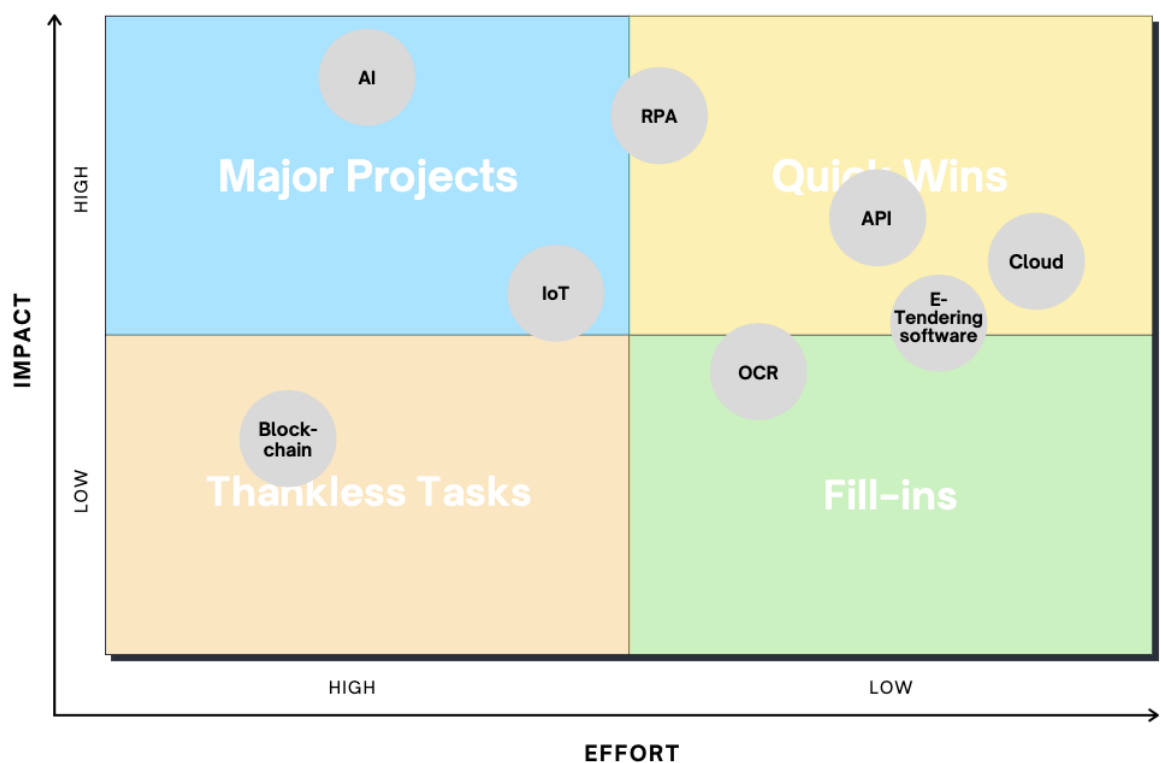 AI
RPA
HIGH
Major Projects
Quick Wins
API
Cloud
IoT
E-
Tendering
software
IMPACT
OCR
Block-
chain
LOW
Thankless Tasks
Fill-ins
HIGH
LOW
EFFORT